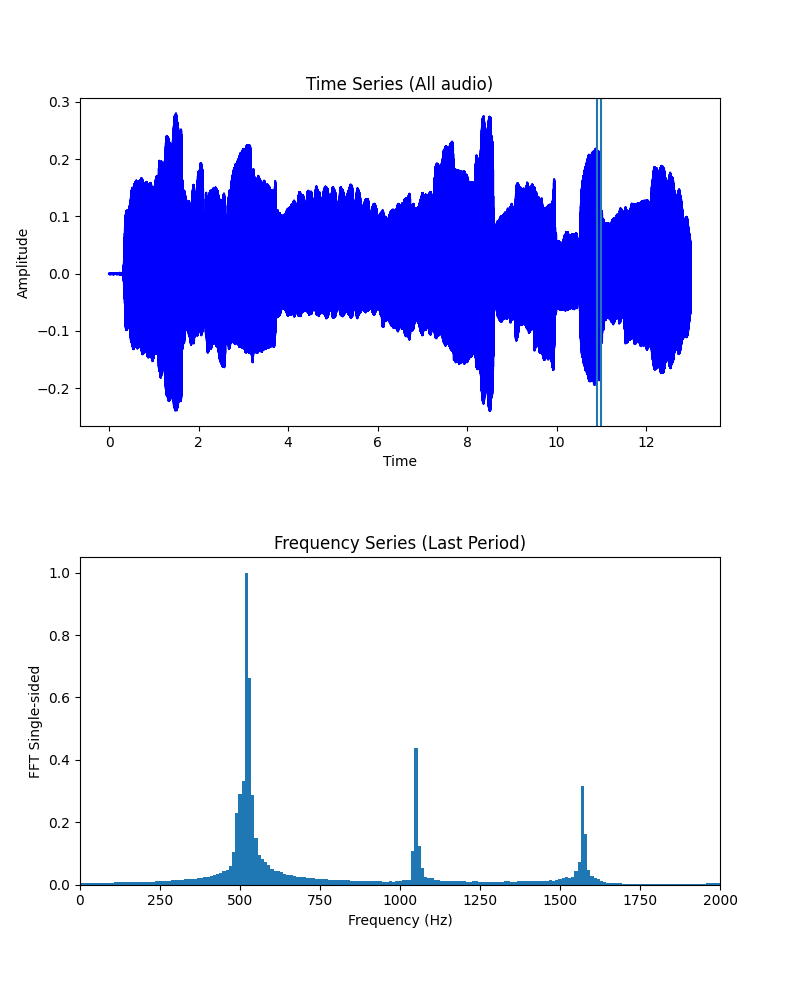 Time Series (All audio)
Amplitude
0.3
0.2
0.1
0.0
−0.1
−0.2
0 2 4 6 8 10 12
Time
Frequency Series (Last Period)
FFT Single-sided
1.0
0.8
0.6
0.4
0.2
0.0
0 250 500 750 1000 1250 1500 1750 2000
Frequency (Hz)